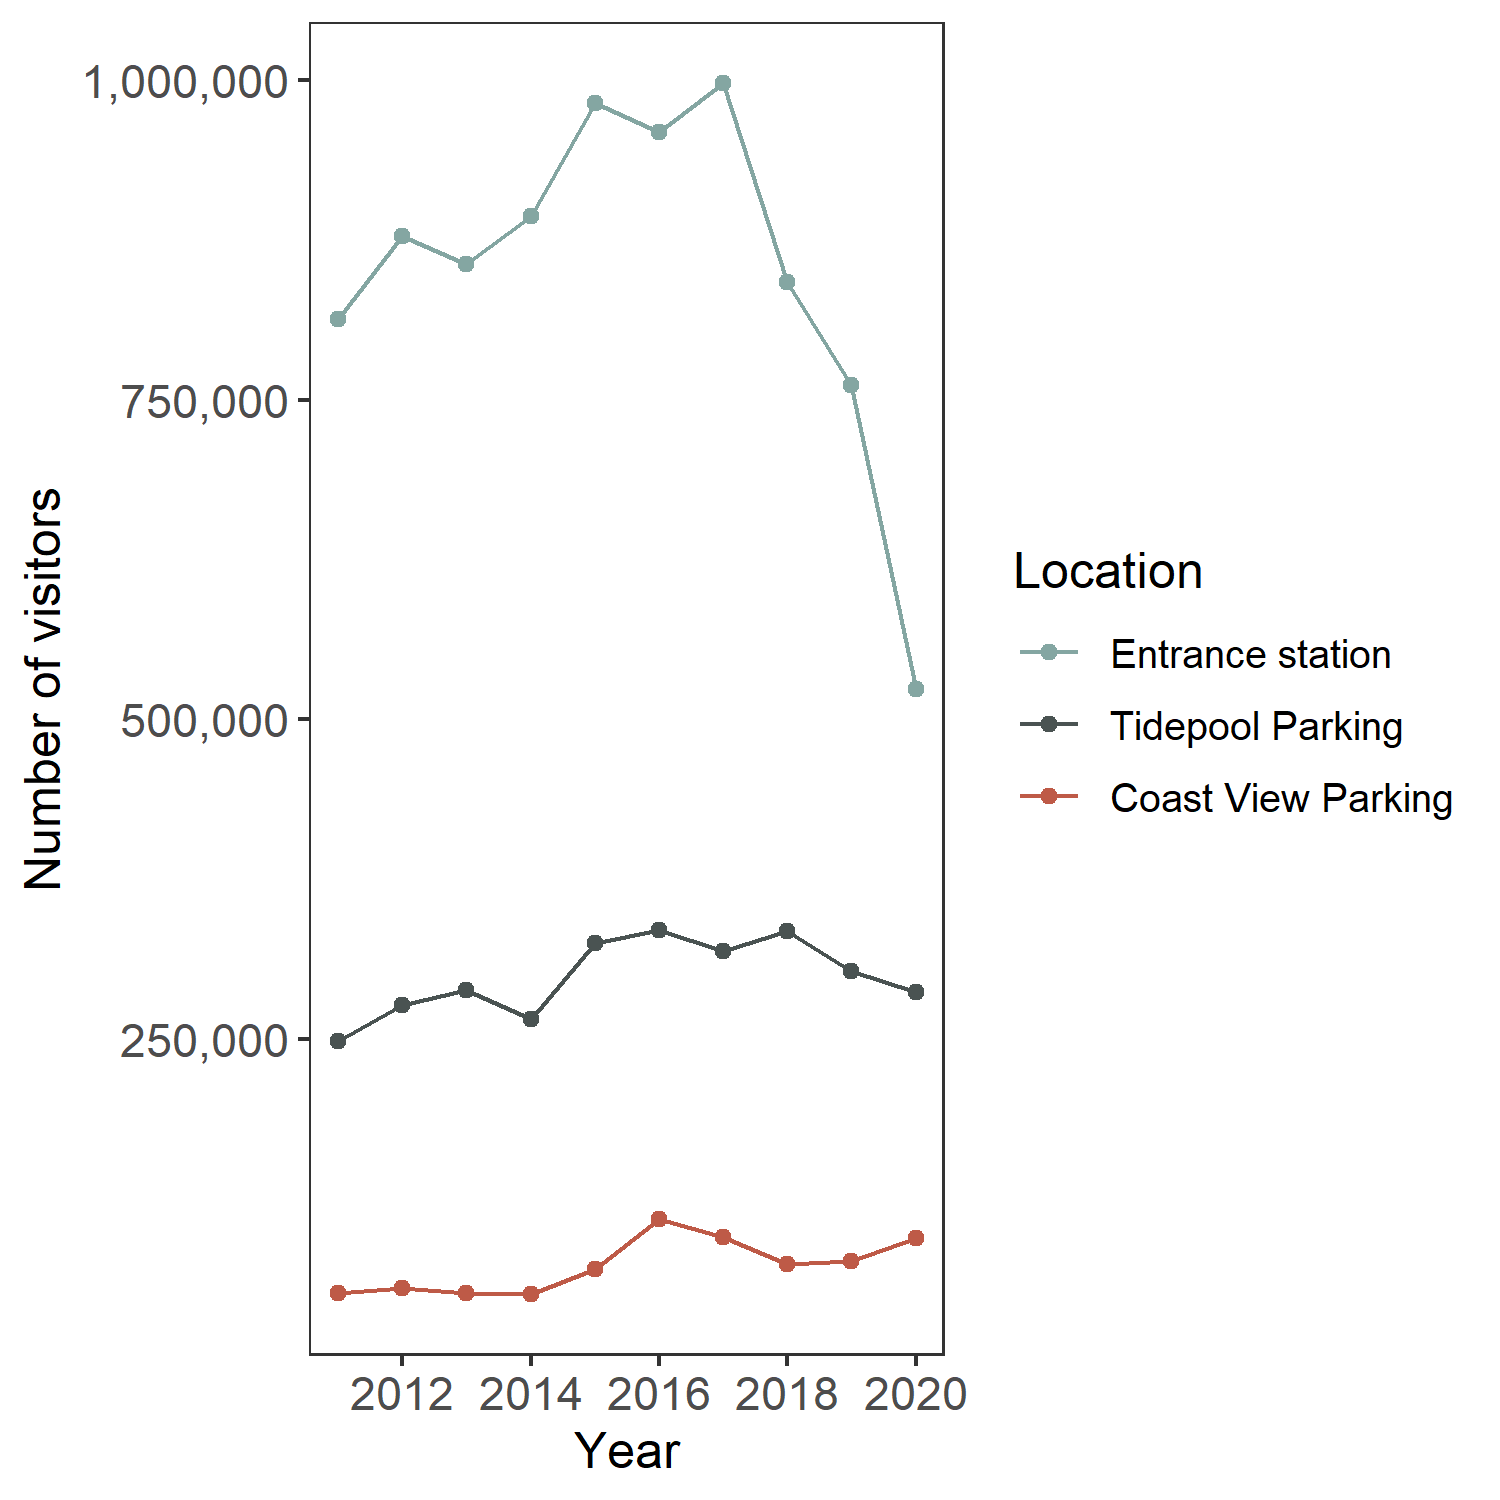 1,000,000
750,000
500,000
250,000
Number of visitors
2012 2014 2016 2018 2020
Year
Location
Entrance station
Tidepool Parking
Coast View Parking